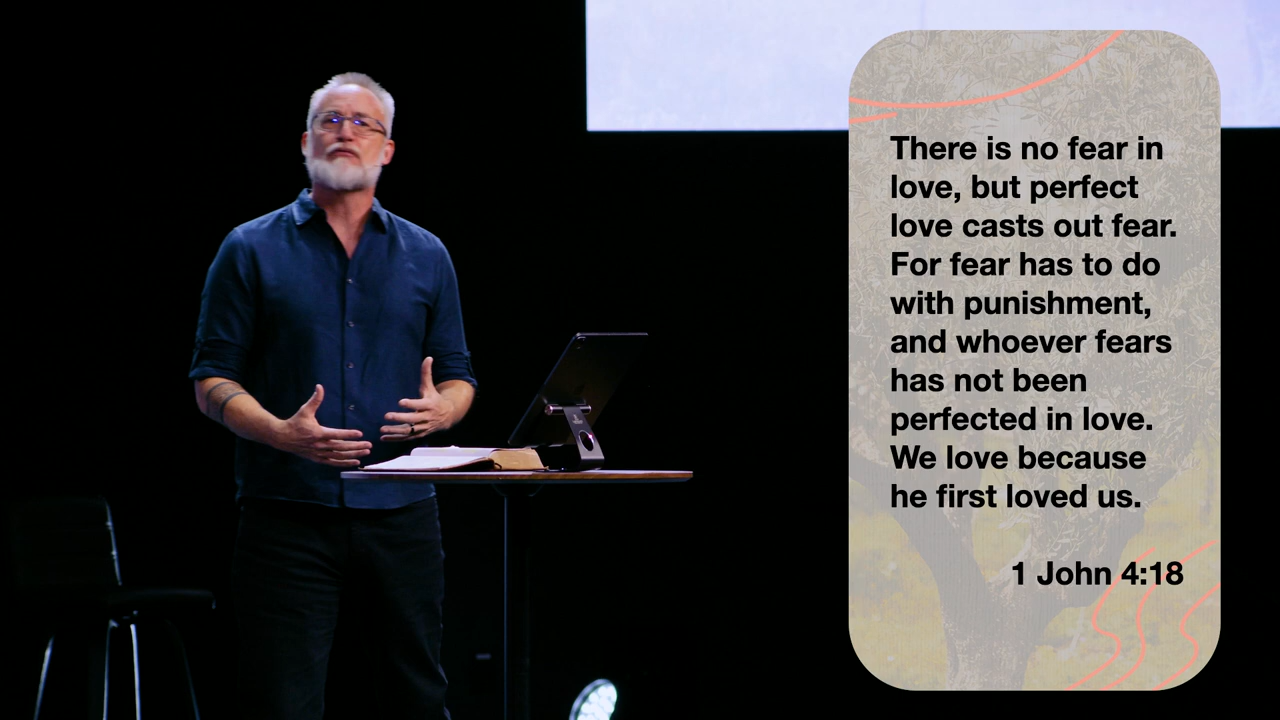 There is no fear in
love, but perfect
love casts out fear.
For fear has to do
with punishment,
and whoever fears
has not been
perfected in love.
We love because
he first loved us.
1 John 4:18